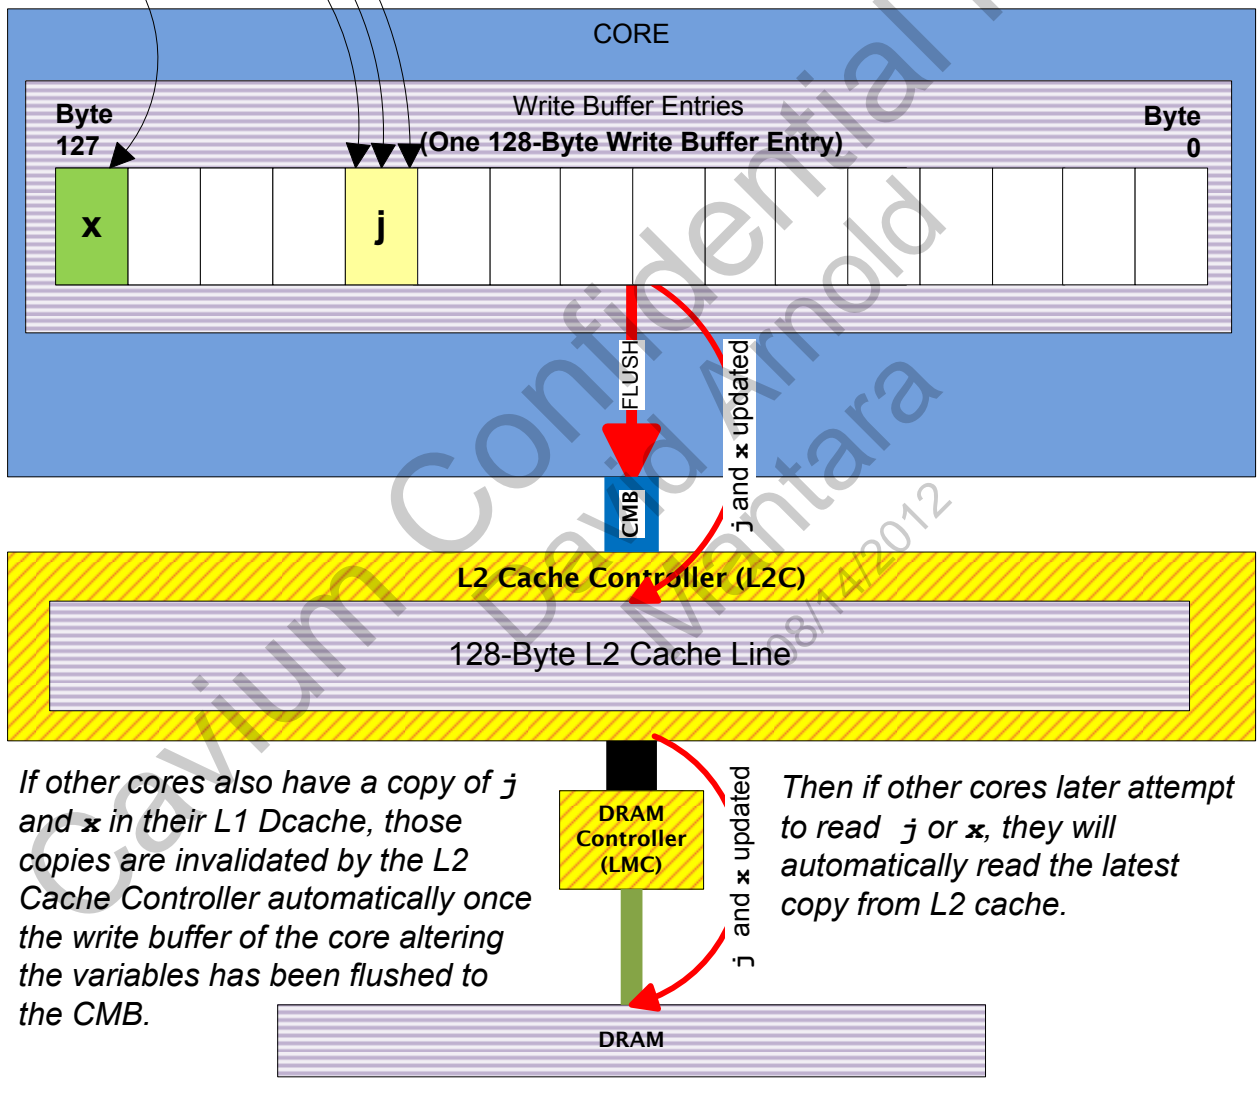 CORE
Write Buffer Entries
(One 128-Byte Write Buffer Entry)
Byte
127
Byte
0
x
j
FLUSH
j and x updated
CMB
L2 Cache Controller (L2C)
128-Byte L2 Cache Line
If other cores also have a copy of j
and x in their L1 Dcache, those
copies are invalidated by the L2
Cache Controller automatically once
the write buffer of the core altering
the variables has been flushed to
the CMB.
DRAM
Controller
(LMC)
j and x updated
Then if other cores later attempt
to read j or x, they will
automatically read the latest
copy from L2 cache.
DRAM
Cavium Confidential
David Arnold
Mantara
08/14/2012